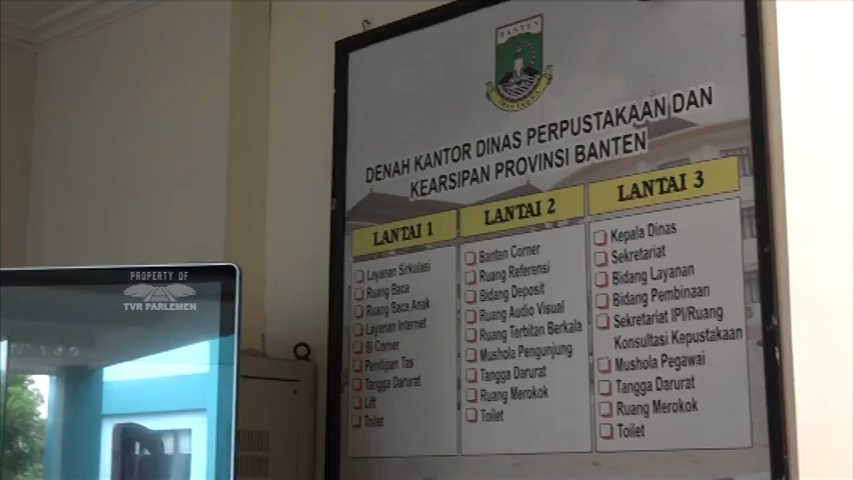 BANTEN
DENAH KANTOR DINAS PERPUSTAKAAN DAN
KEARSIPAN PROVINSI BANTEN
LANTAI 1
Layanan Sirkulasi
Ruang Baca
Ruang Baca Anak
Layanan Internet
BI Corner
Penitipan Tas
Tangga Darurat
Lift
Toilet
LANTAI 2
Banten Corner
Ruang Referensi
Bidang Deposit
Ruang Audio Visual
Ruang Terbitan Berkala
Mushola Pengunjung
Tangga Darurat
Ruang Merokok
Toilet
LANTAI 3
Kepala Dinas
Sekretariat
Bidang Layanan
Bidang Pembinaan
Sekretariat IPI/Ruang
Konsultasi Kepustakaan
Mushola Pegawai
Tangga Darurat
Ruang Merokok
Toilet
PROPERTY OF
TVR PARLEMEN